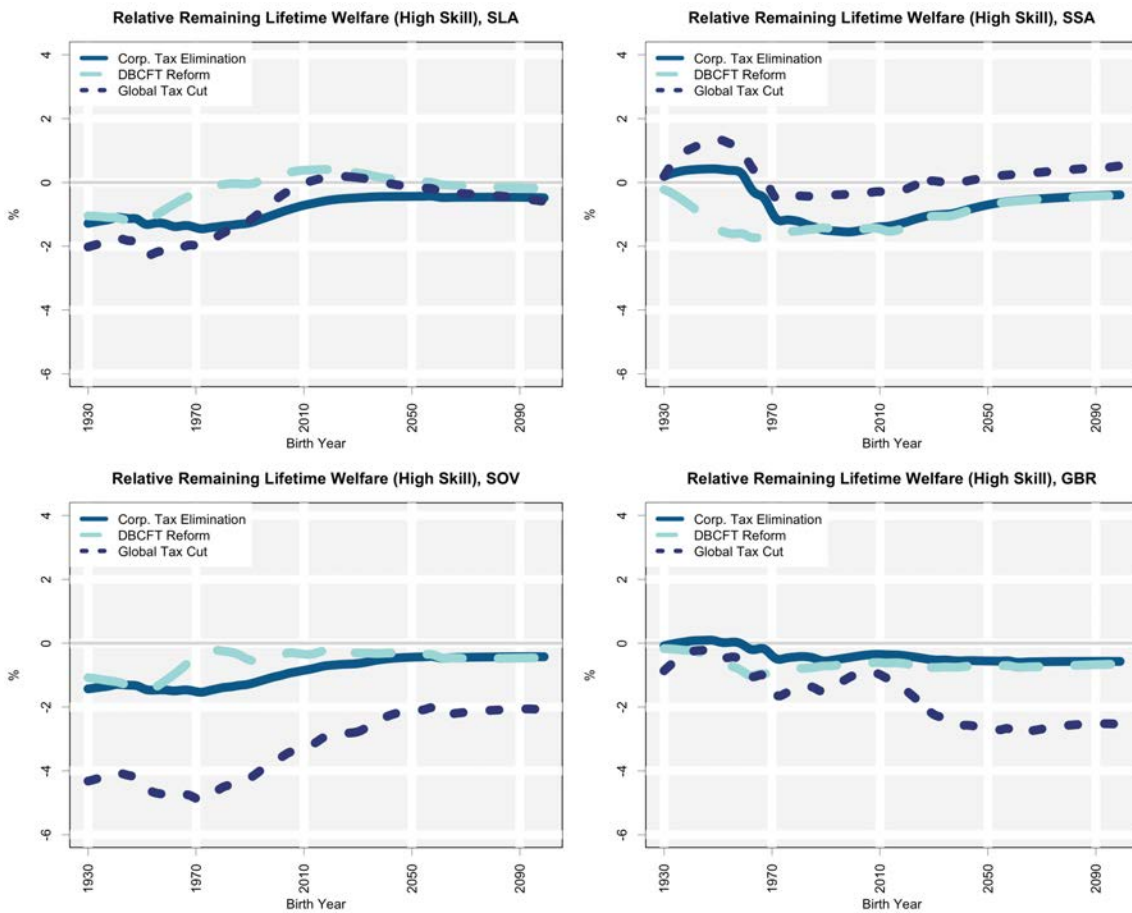 Relative Remaining Lifetime Welfare (High Skill), SLA
Corp. Tax Elimination
DBCFT Reform
Global Tax Cut
4
2
0
-2
-4
-6
%
1930
1970
2010
2050
2090
Birth Year
Relative Remaining Lifetime Welfare (High Skill), SSA
Corp. Tax Elimination
DBCFT Reform
Global Tax Cut
4
2
0
-2
-4
-6
%
1930
1970
2010
2050
2090
Birth Year
Relative Remaining Lifetime Welfare (High Skill), SOV
Corp. Tax Elimination
DBCFT Reform
Global Tax Cut
4
2
0
-2
-4
-6
%
1930
1970
2010
2050
2090
Birth Year
Relative Remaining Lifetime Welfare (High Skill), GBR
Corp. Tax Elimination
DBCFT Reform
Global Tax Cut
4
2
0
-2
-4
-6
%
1930
1970
2010
2050
2090
Birth Year